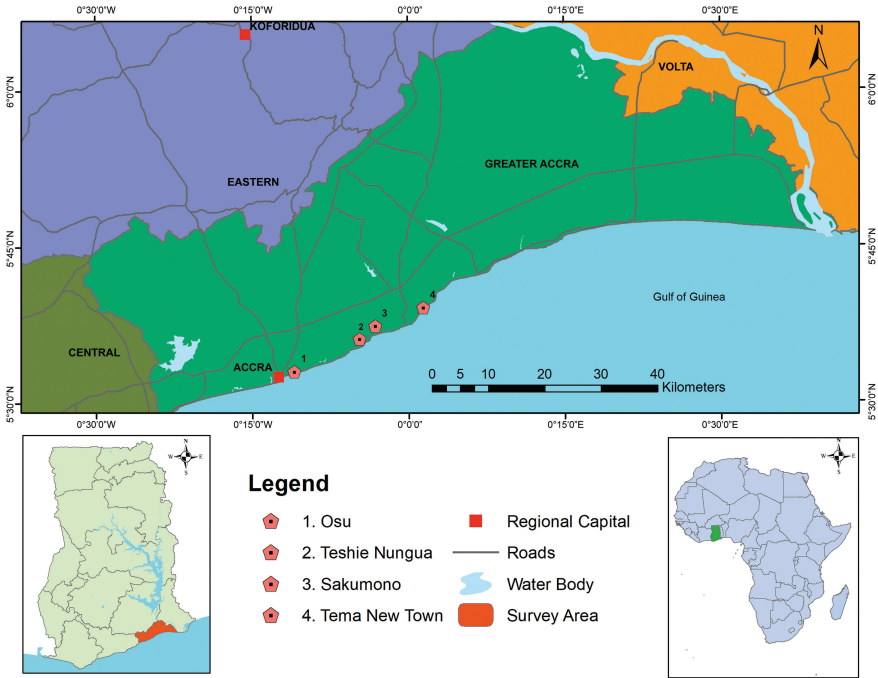 0°30'0"W 0°15'0"W 0°0'0" 0°15'0"E 0°30'0"E
KOFORIDUA
N
VOLTA
6°0'0"N
6°0'0"N
GREATER ACCRA
EASTERN
5°45'0"N
5°45'0"N
Gulf of Guinea
4
3
2
CENTRAL
ACCRA
1
0 5 10 20 30 40
Kilometers
5°30'0"N
5°30'0"N
0°30'0"W 0°15'0"W 0°0'0" 0°15'0"E 0°30'0"E
N
W E
S
N
W E
S
Legend
1. Osu
2. Teshie Nungua
3. Sakumono
4. Tema New Town
Regional Capital
Roads
Water Body
Survey Area